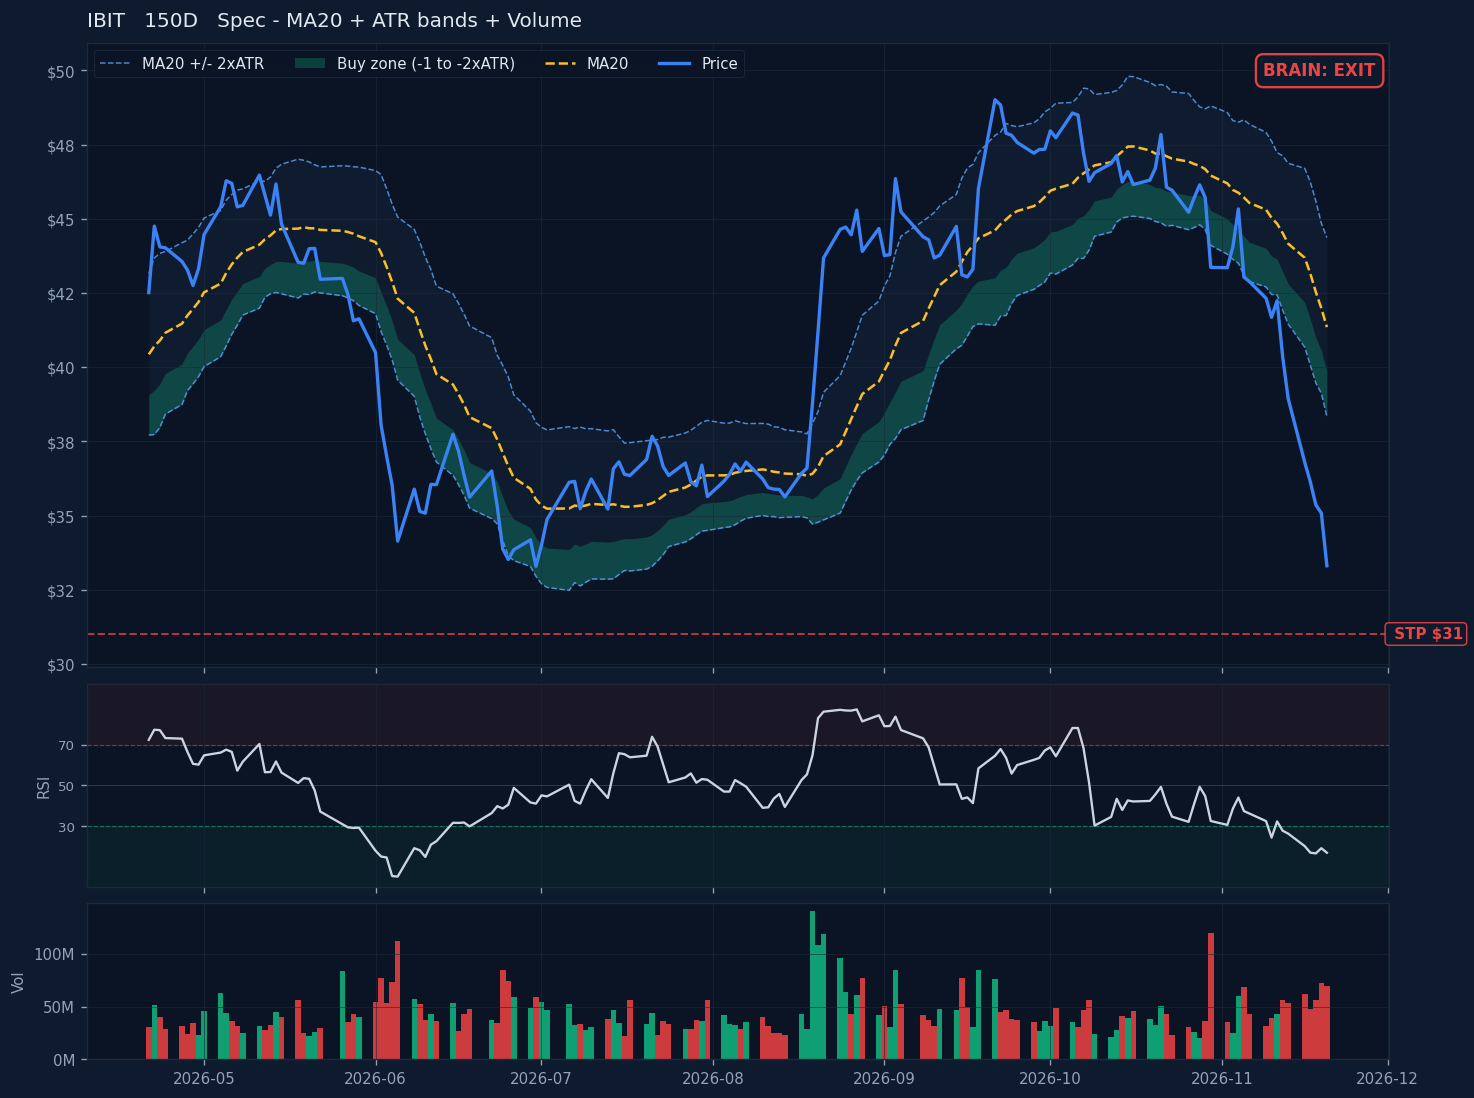 IBIT 150D Spec - MA20 + ATR bands + Volume
MA20 +/- 2xATR Buy zone (-1 to -2xATR) MA20 Price
BRAIN: EXIT
$50
$48
$45
$42
$40
$38
$35
$32
$30
STP $31
RSI
70
50
30
Vol
100M
50M
0M
2026-05 2026-06 2026-07 2026-08 2026-09 2026-10 2026-11 2026-12